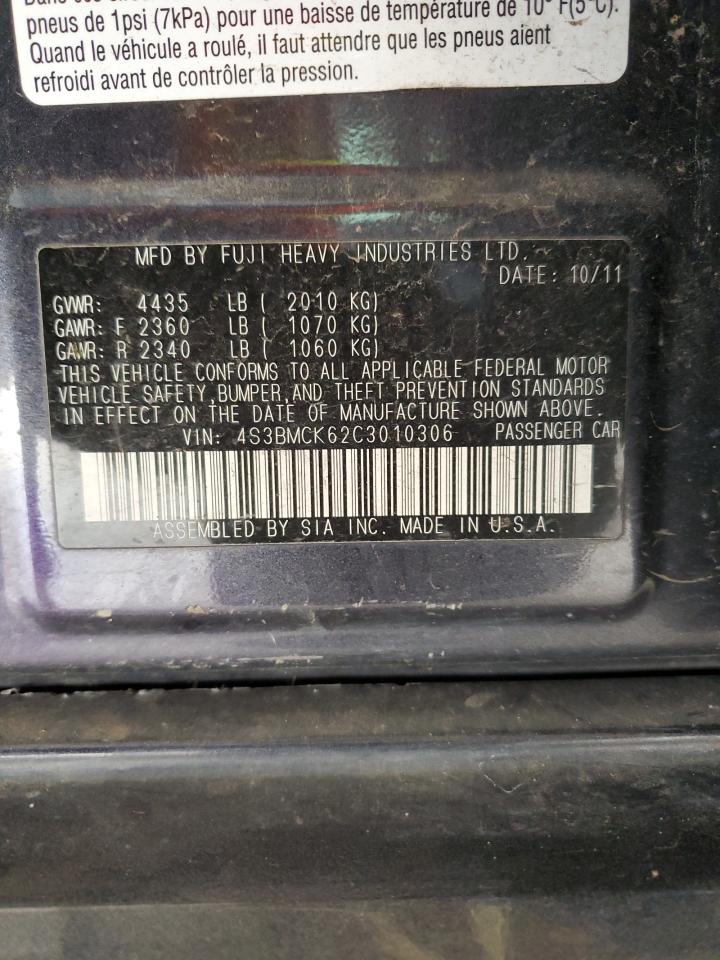 pneus de 1psi (7kPa) pour une baisse de température de 10° F(5°C).
Quand le véhicule a roulé, il faut attendre que les pneus aient
refroidi avant de contrôler la pression.
MFD BY FUJI HEAVY INDUSTRIES LTD.
DATE: 10/11
GVWR: 4435 LB ( 2010 KG)
GAWR: F 2360 LB ( 1070 KG)
GAWR: R 2340 LB ( 1060 KG)
THIS VEHICLE CONFORMS TO ALL APPLICABLE FEDERAL MOTOR
VEHICLE SAFETY,BUMPER,AND THEFT PREVENTION STANDARDS
IN EFFECT ON THE DATE OF MANUFACTURE SHOWN ABOVE.
VIN: 4S3BMCK62C3010306 PASSENGER CAR
ASSEMBLED BY SIA INC. MADE IN U.S.A.